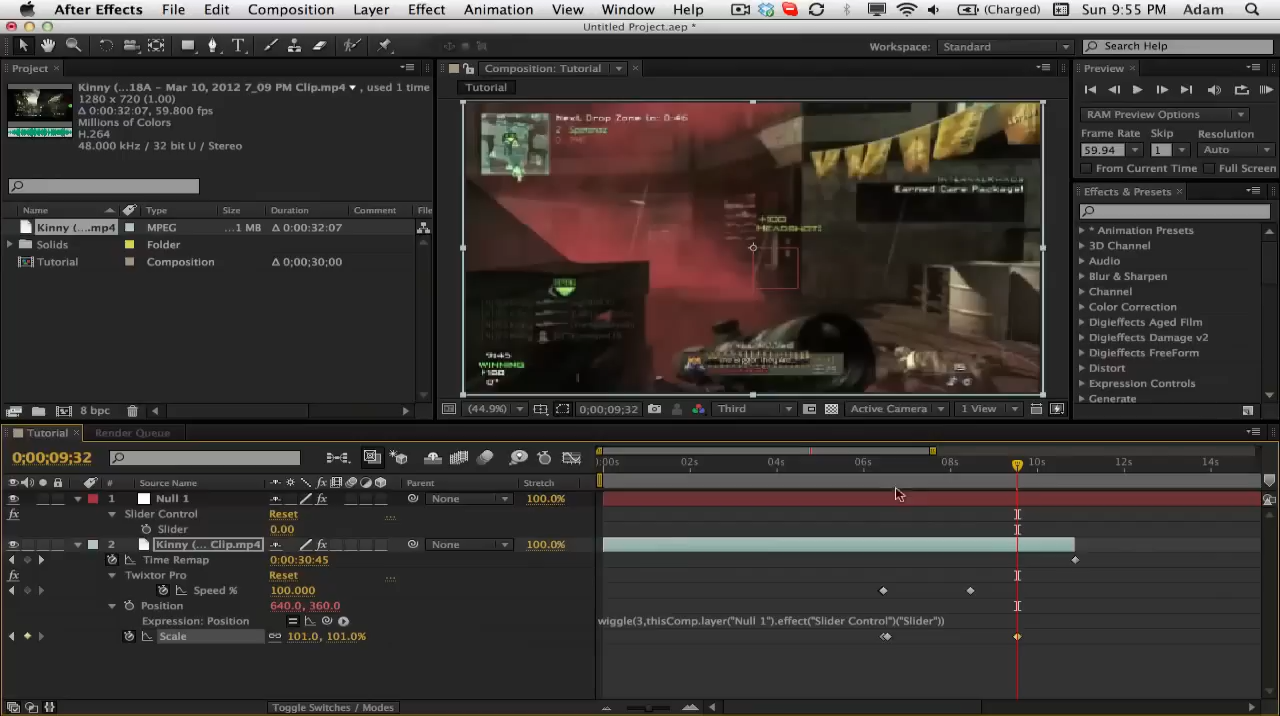 After Effects File Edit Composition Layer Effect Animation View Window Help (Charged) Sun 9:55 PM Adam
Untitled Project.aep *
Workspace: Standard Search Help
Project
Kinny (...18A - Mar 10, 2012 7_09 PM Clip.mp4 , used 1 time
1280 x 720 (1.00)
Δ 0:00:32:07, 59.800 fps
Millions of Colors
H.264
48.000 kHz / 32 bit U / Stereo
Name Type Size Duration Comment File
Kinny (....mp4 MPEG ...1 MB Δ 0:00:32:07
Solids Folder
Tutorial Composition Δ 0;00;30;00
8 bpc
Composition: Tutorial
Tutorial
Next Drop Zone in: 0:46
Earned Care Package!
+100
HEADSHOT!
9:45
WINNING
(44.9%) 0;00;09;32 Third Active Camera 1 View
Preview
RAM Preview Options
Frame Rate Skip Resolution
59.94 1 Auto
From Current Time Full Screen
Effects & Presets
* Animation Presets
3D Channel
Audio
Blur & Sharpen
Channel
Color Correction
Digieffects Aged Film
Digieffects Damage v2
Digieffects FreeForm
Distort
Expression Controls
Generate
Tutorial Render Queue
0;00;09;32
):00s 02s 04s 06s 08s 10s 14s
# Source Name Parent Stretch
1 Null 1 None 100.0%
Slider Control Reset ...
Slider 0.00
2 Kinny (... Clip.mp4 None 100.0%
Time Remap 0:00:30:45
Twixtor Pro Reset ...
Speed % 100.000
Position 640.0, 360.0
Expression: Position wiggle(3,thisComp.layer("Null 1").effect("Slider Control")("Slider"))
Scale 101.0, 101.0%
Toggle Switches / Modes